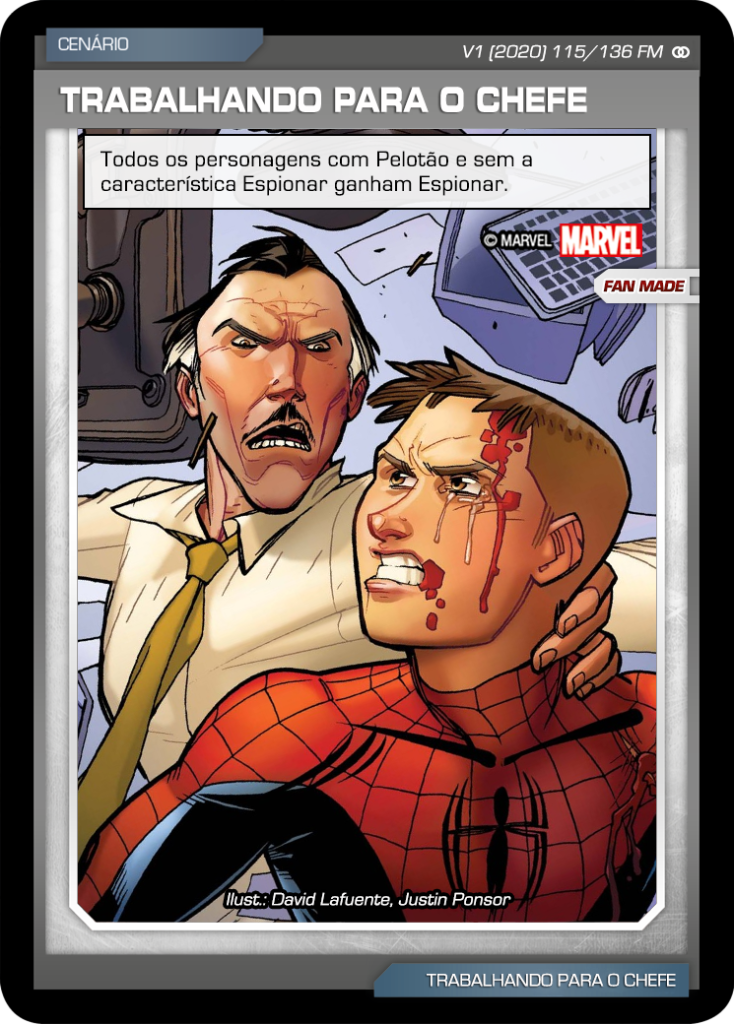 CENÁRIO
V1 (2020) 115/136 FM
TRABALHANDO PARA O CHEFE
Todos os personagens com Pelotão e sem a
característica Espionar ganham Espionar.
© MARVEL MARVEL
FAN MADE
Ilust.: David Lafuente, Justin Ponsor
TRABALHANDO PARA O CHEFE